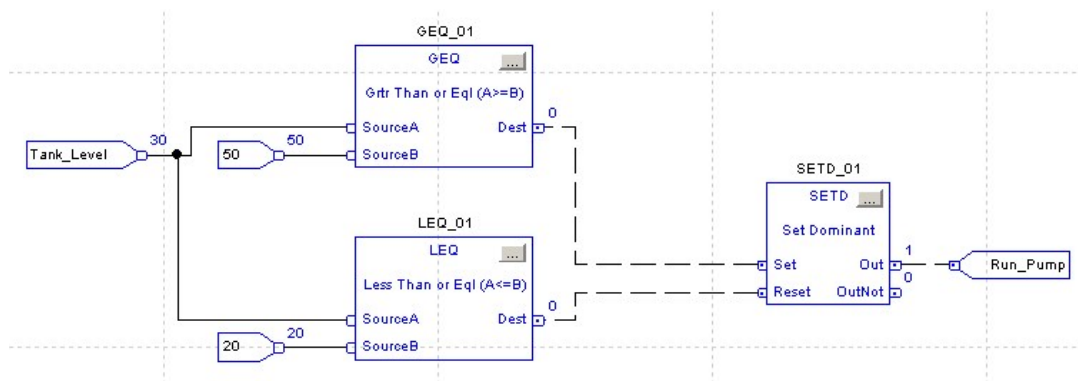 GEQ_01
GEQ
...
Grtr Than or Eql (A>=B)
0
Tank_Level
30
SourceA
Dest
50
50
SourceB
SETD_01
SETD
...
Set Dominant
LEQ_01
LEQ
...
Less Than or Eql (A<=B)
0
1
Set
Out
Run_Pump
0
Reset
OutNot
SourceA
Dest
20
20
SourceB